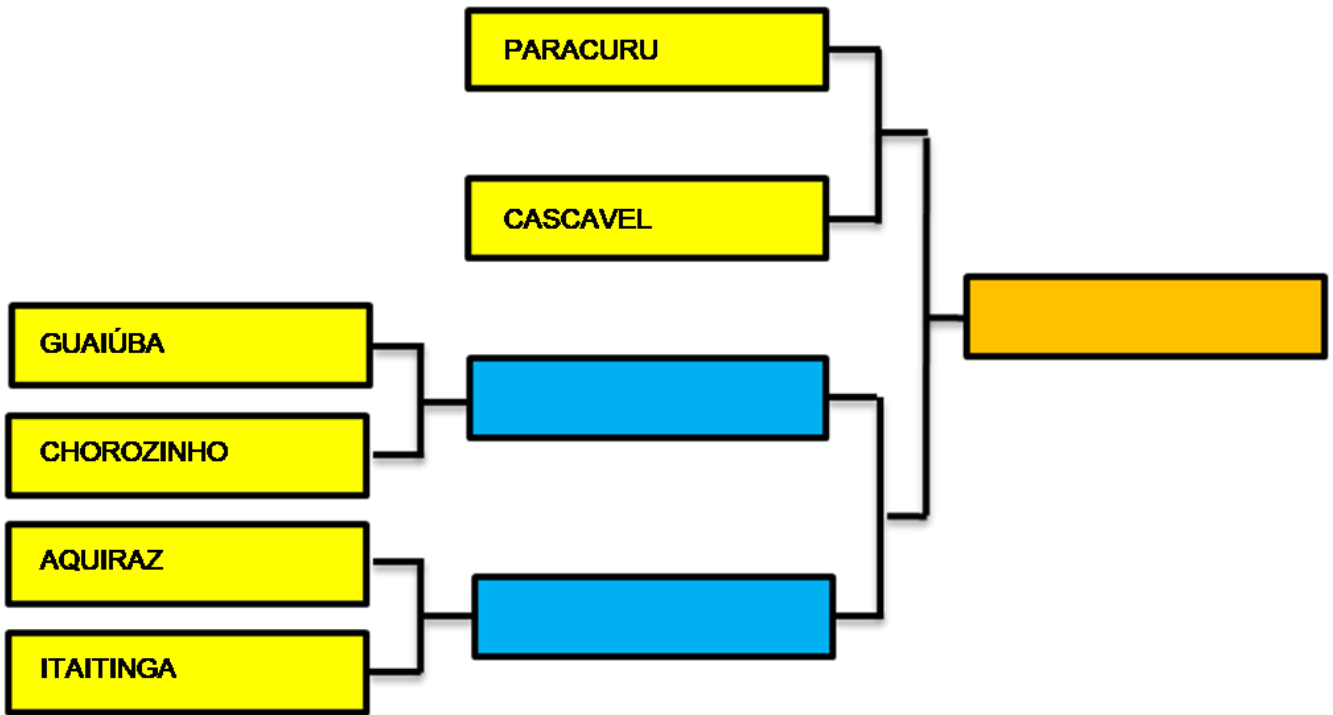 PARACURU
CASCAVEL
GUAIÚBA
CHOROZINHO
AQUIRAZ
ITAITINGA